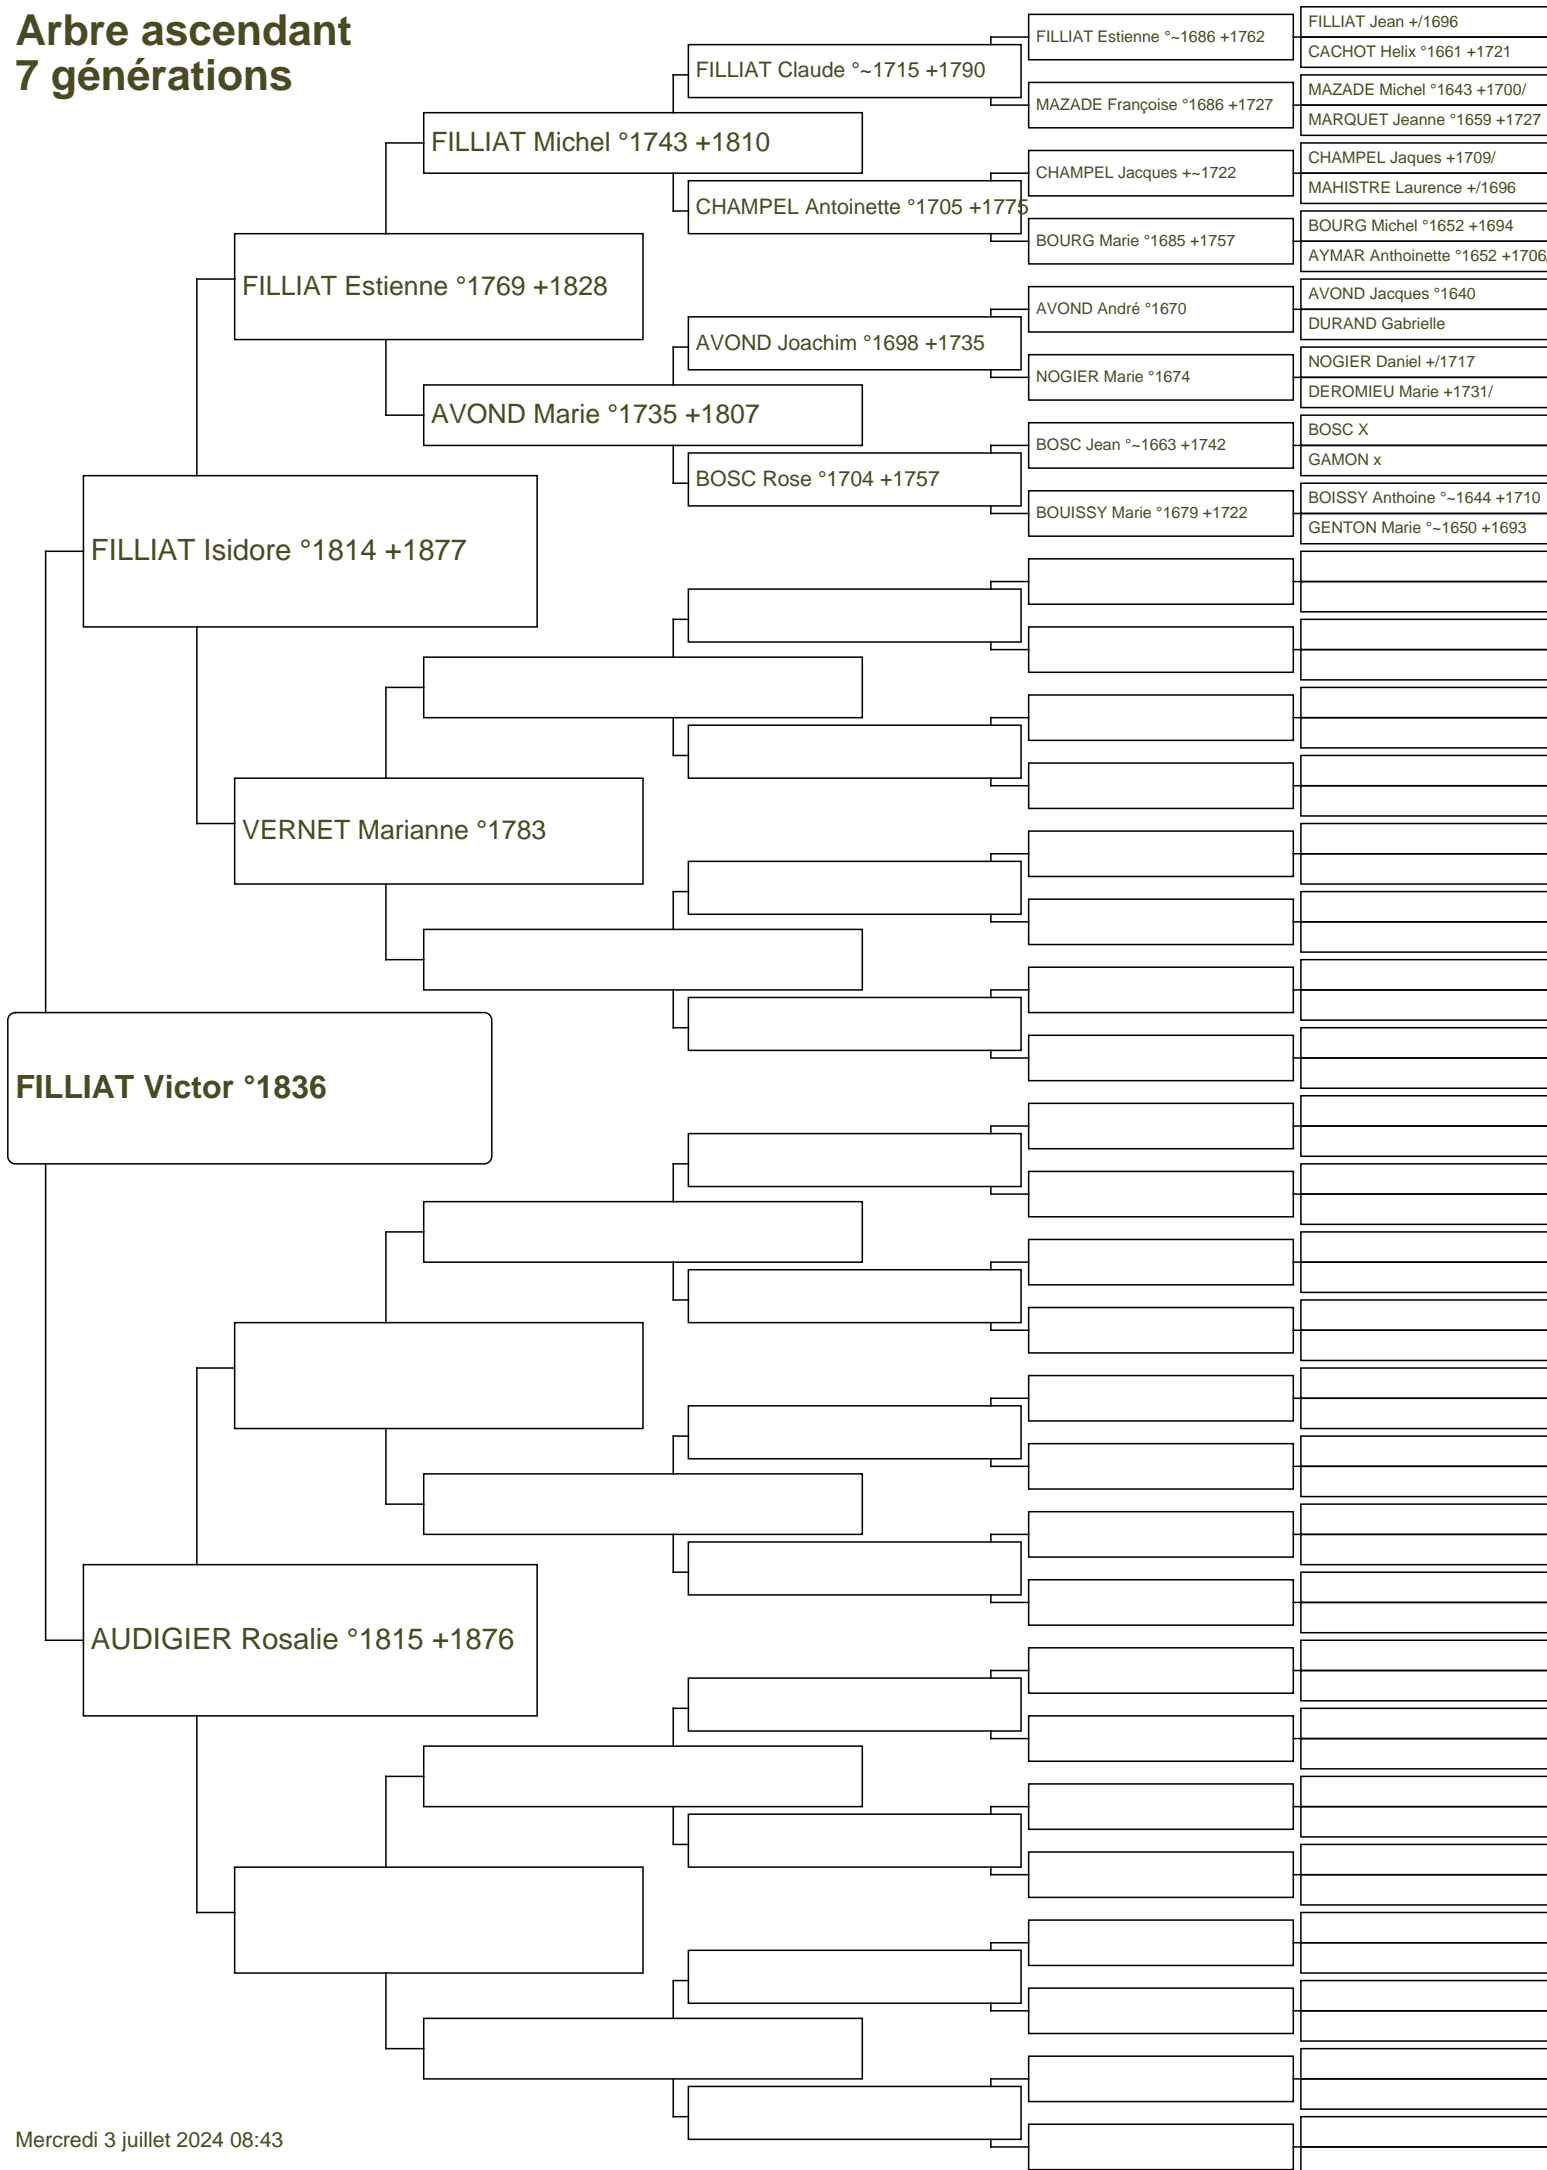 Arbre ascendant
7 générations
FILLIAT Victor °1836
FILLIAT Isidore °1814 +1877
AUDIGIER Rosalie °1815 +1876
FILLIAT Estienne °1769 +1828
VERNET Marianne °1783
FILLIAT Michel °1743 +1810
AVOND Marie °1735 +1807
FILLIAT Claude °~1715 +1790
CHAMPEL Antoinette °1705 +1775
AVOND Joachim °1698 +1735
BOSC Rose °1704 +1757
FILLIAT Estienne °~1686 +1762
MAZADE Françoise °1686 +1727
CHAMPEL Jacques +~1722
BOURG Marie °1685 +1757
AVOND André °1670
NOGIER Marie °1674
BOSC Jean °~1663 +1742
BOUISSY Marie °1679 +1722
FILLIAT Jean +/1696
CACHOT Helix °1661 +1721
MAZADE Michel °1643 +1700/
MARQUET Jeanne °1659 +1727
CHAMPEL Jaques +1709/
MAHISTRE Laurence +/1696
BOURG Michel °1652 +1694
AYMAR Anthoinette °1652 +1706/
AVOND Jacques °1640
DURAND Gabrielle
NOGIER Daniel +/1717
DEROMIEU Marie +1731/
BOSC X
GAMON x
BOISSY Anthoine °~1644 +1710
GENTON Marie °~1650 +1693
Mercredi 3 juillet 2024 08:43